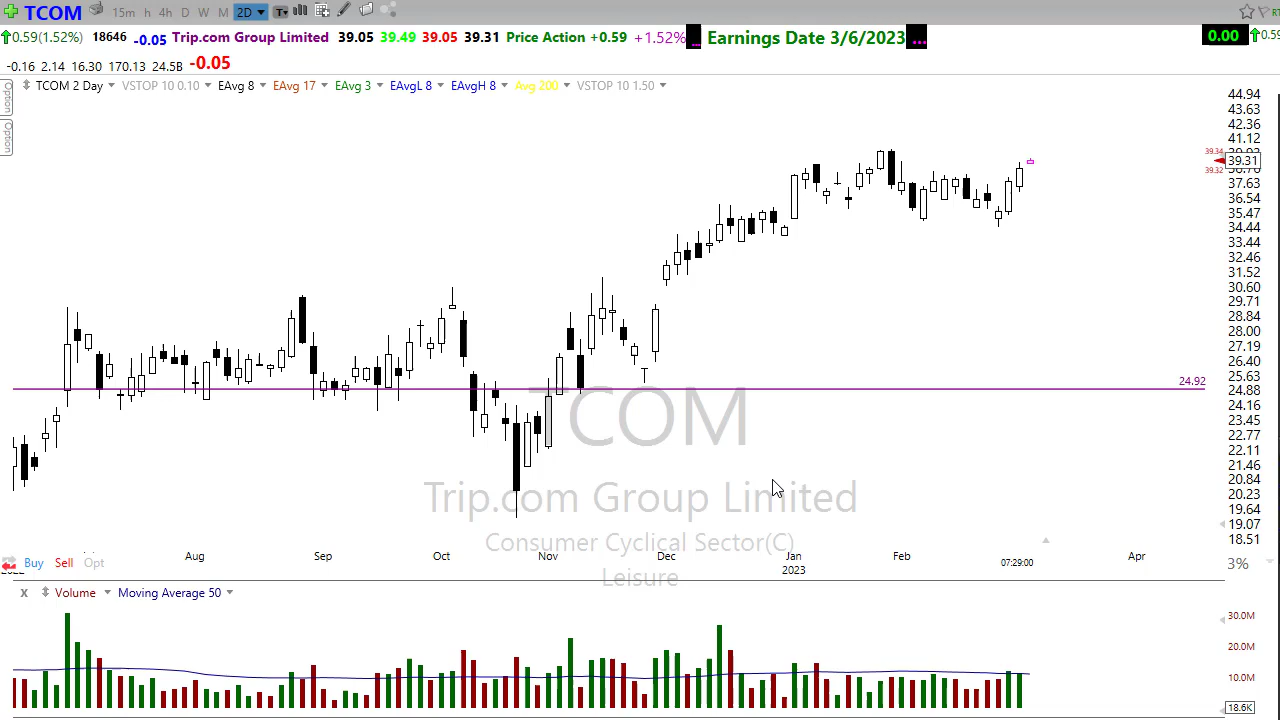 TCOM 15m h 4h D W M 2D
0.59(1.52%) 18646 -0.05 Trip.com Group Limited 39.05 39.49 39.05 39.31 Price Action +0.59 +1.52% ... Earnings Date 3/6/2023 ... 0.00 0.59
-0.16 2.14 16.30 170.13 24.5B -0.05
TCOM 2 Day VSTOP 10 0.10 EAvg 8 EAvg 17 EAvg 3 EAvgL 8 EAvgH 8 Avg 200 VSTOP 10 1.50
Option
Option
44.94
43.63
42.36
41.12
39.34
39.31
39.32
37.63
36.54
35.47
34.44
33.44
32.46
31.52
30.60
29.71
28.84
28.00
27.19
26.40
25.63
24.92
24.88
24.16
23.45
22.77
22.11
21.46
20.84
20.23
19.64
19.07
18.51
TCOM
Trip.com Group Limited
Consumer Cyclical Sector(C)
Leisure
Aug Sep Oct Nov Dec Jan Feb Apr
2023 07:29:00
Buy Sell Opt 3%
x Volume Moving Average 50
30.0M
20.0M
10.0M
18.6K